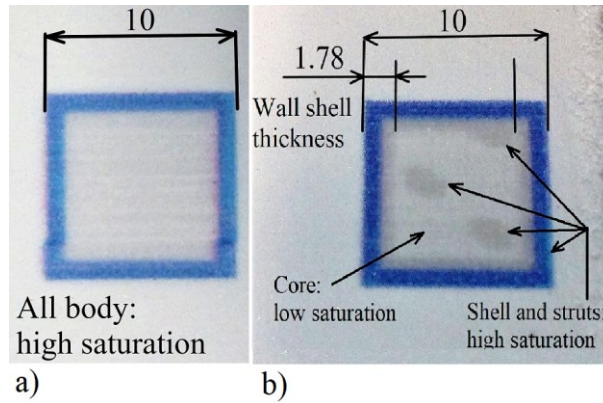 10
All body:
high saturation
a)
10
1.78
Wall shell
thickness
Core:
low saturation
Shell and struts:
high saturation
b)